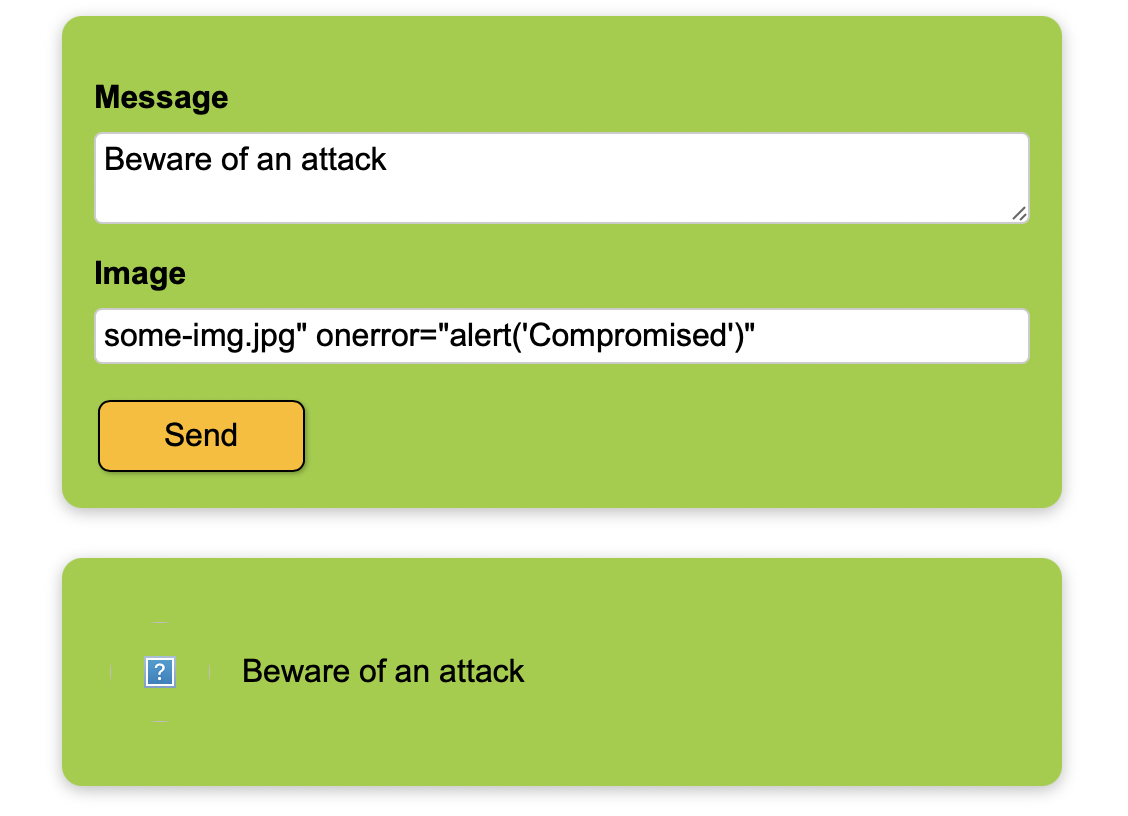 Message
Beware of an attack
Image
some-img.jpg" onerror="alert('Compromised')"
Send
?
Beware of an attack